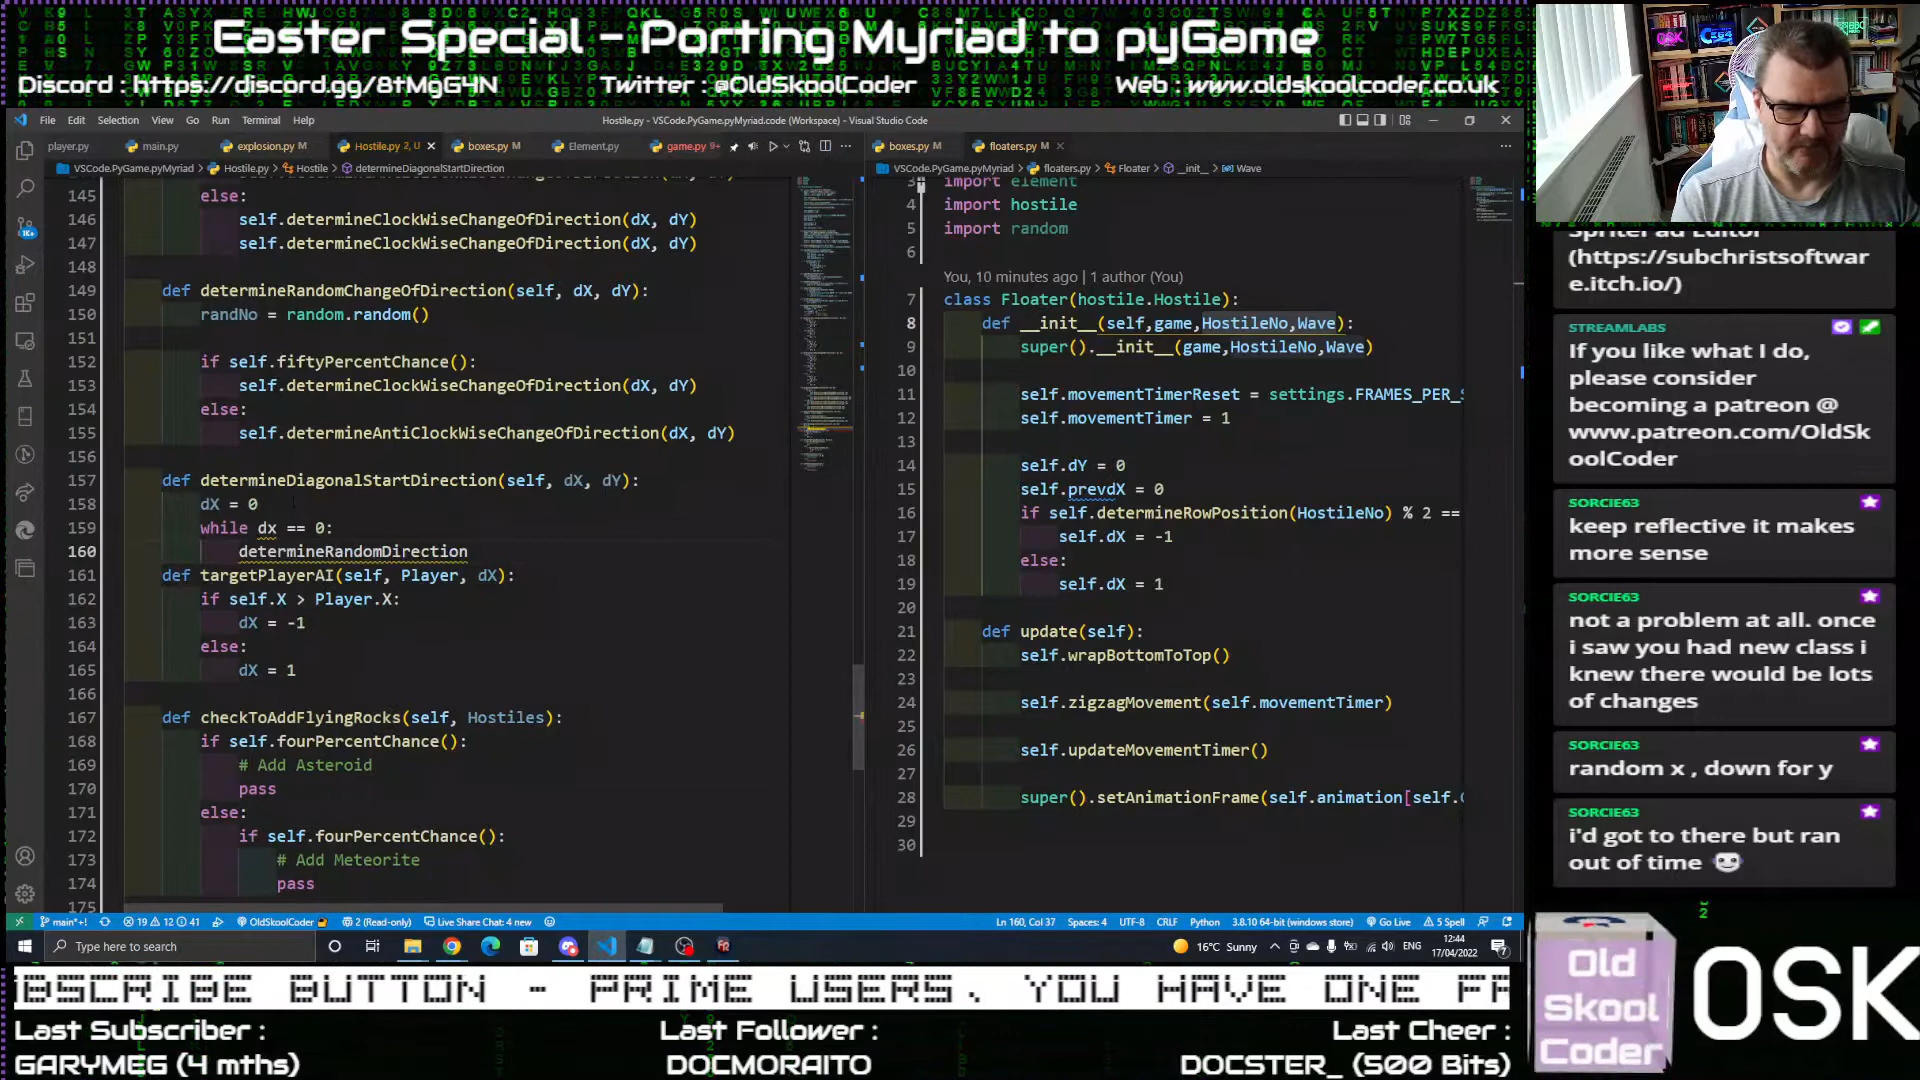 Easter Special - Porting Myriad to pyGame
Discord : https://discord.gg/8tMgG4N
Twitter : @OldSkoolCoder
Web : www.oldskoolcoder.co.uk
File Edit Selection View Go Run Terminal Help
Hostile.py - VSCode.PyGame.pyMyriad.code (Workspace) - Visual Studio Code
player.py
main.py
explosion.py M
Hostile.py 2, U
boxes.py M
Element.py
game.py 9+
boxes.py M
floaters.py M
VSCode.PyGame.pyMyriad > Hostile.py > Hostile > determineDiagonalStartDirection
VSCode.PyGame.pyMyriad > floaters.py > Floater > __init__ > Wave
145 else:
146 self.determineClockWiseChangeOfDirection(dX, dY)
147 self.determineClockWiseChangeOfDirection(dX, dY)
148
149 def determineRandomChangeOfDirection(self, dX, dY):
150 randNo = random.random()
151
152 if self.fiftyPercentChance():
153 self.determineClockWiseChangeOfDirection(dX, dY)
154 else:
155 self.determineAntiClockWiseChangeOfDirection(dX, dY)
156
157 def determineDiagonalStartDirection(self, dX, dY):
158 dX = 0
159 while dx == 0:
160 determineRandomDirection
161 def targetPlayerAI(self, Player, dX):
162 if self.X > Player.X:
163 dX = -1
164 else:
165 dX = 1
166
167 def checkToAddFlyingRocks(self, Hostiles):
168 if self.fourPercentChance():
169 # Add Asteroid
170 pass
171 else:
172 if self.fourPercentChance():
173 # Add Meteorite
174 pass
175
3 import element
4 import hostile
5 import random
6
You, 10 minutes ago | 1 author (You)
7 class Floater(hostile.Hostile):
8 def __init__(self,game,HostileNo,Wave):
9 super().__init__(game,HostileNo,Wave)
10
11 self.movementTimerReset = settings.FRAMES_PER_S
12 self.movementTimer = 1
13
14 self.dY = 0
15 self.prevdX = 0
16 if self.determineRowPosition(HostileNo) % 2 ==
17 self.dX = -1
18 else:
19 self.dX = 1
20
21 def update(self):
22 self.wrapBottomToTop()
23
24 self.zigzagMovement(self.movementTimer)
25
26 self.updateMovementTimer()
27
28 super().setAnimationFrame(self.animation[self.
29
30
(https://subchristsoftwar
e.itch.io/)
STREAMLABS
If you like what I do,
please consider
becoming a patreon @
www.patreon.com/OldSk
oolCoder
SORCIE63
keep reflective it makes
more sense
SORCIE63
not a problem at all. once
i saw you had new class i
knew there would be lots
of changes
SORCIE63
random x , down for y
SORCIE63
i'd got to there but ran
out of time
main*+! 19 12 41 OldSkoolCoder 2 (Read-only) Live Share Chat: 4 new
Ln 160, Col 37 Spaces: 4 UTF-8 CRLF Python 3.8.10 64-bit (windows store) Go Live 5 Spell
Type here to search
16°C Sunny
ENG
12:44
17/04/2022
BSCRIBE BUTTON - PRIME USERS, YOU HAVE ONE FR
Last Subscriber :
GARYMEG (4 mths)
Last Follower :
DOCMORAITO
Last Cheer :
DOCSTER_ (500 Bits)
Old
Skool
Coder
OSK